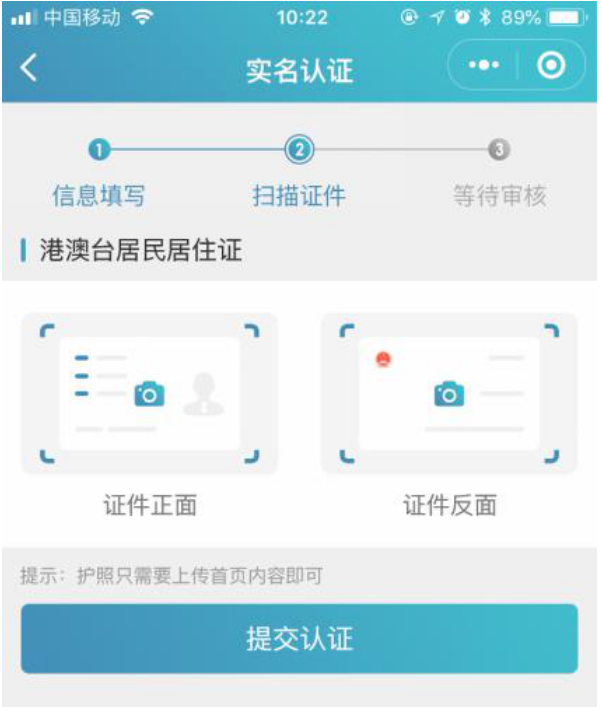 中国移动 10:22 89%
实名认证
1 2 3
信息填写 扫描证件 等待审核
港澳台居民居住证
证件正面 证件反面
提示：护照只需要上传首页内容即可
提交认证